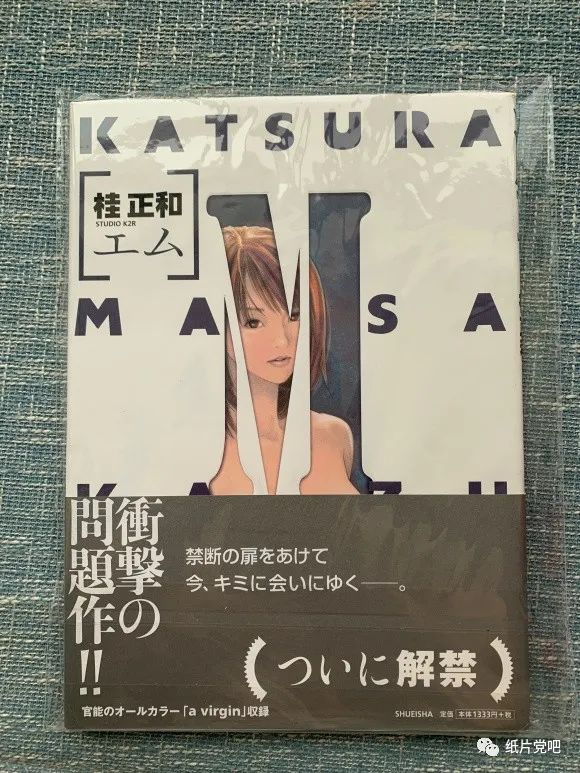 KATSURA
桂 正和
STUDIO K2R
エム
M
MASA
KAZU
衝撃の
問題作!!
禁断の扉をあけて
今、キミに会いにゆく——。
ついに解禁
官能のオールカラー「a virgin」収録
SHUEISHA 定価 本体1333円+税
纸片党吧